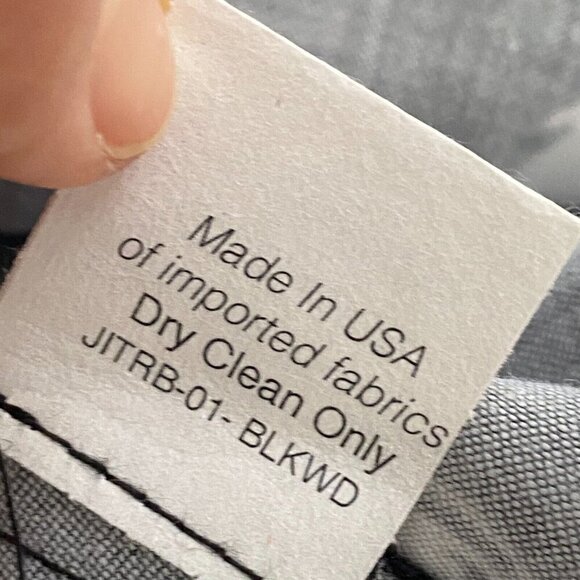 Made In USA
of imported fabrics
Dry Clean Only
JITRB-01- BLKWD